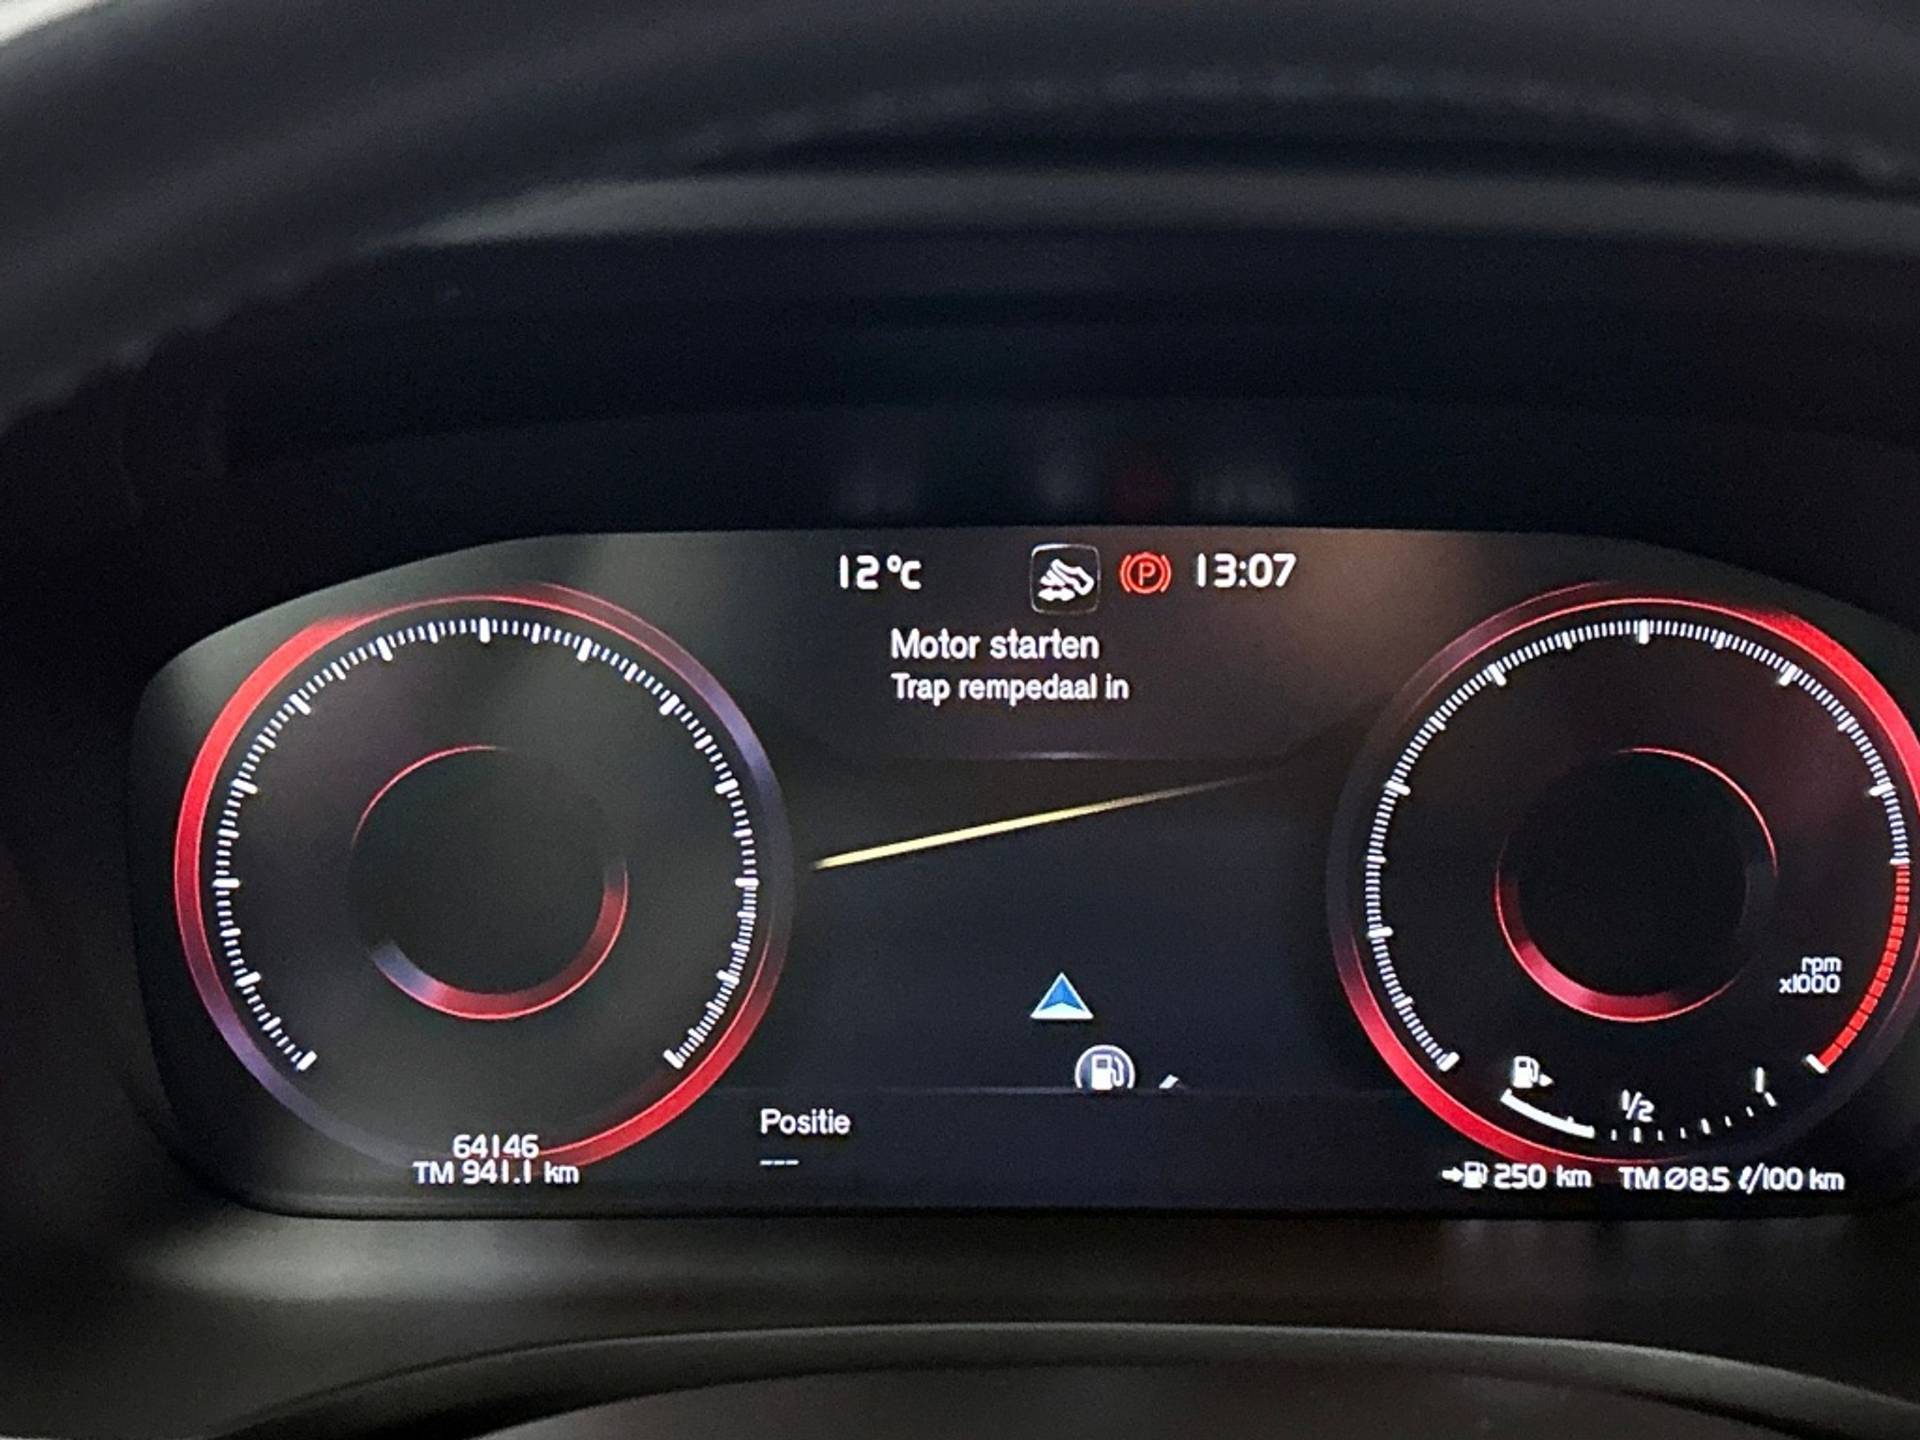 12 °C
P
13:07
Motor starten
Trap rempedaal in
rpm
x1000
1/2
1
Positie
---
64146
TM 941.1 km
250 km
TM Ø8.5 ℓ/100 km